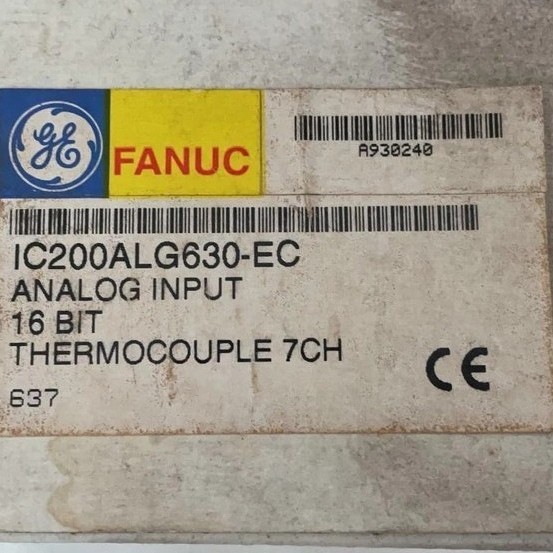 GE
FANUC
A930240
IC200ALG630-EC
ANALOG INPUT
16 BIT
THERMOCOUPLE 7CH
CE
637